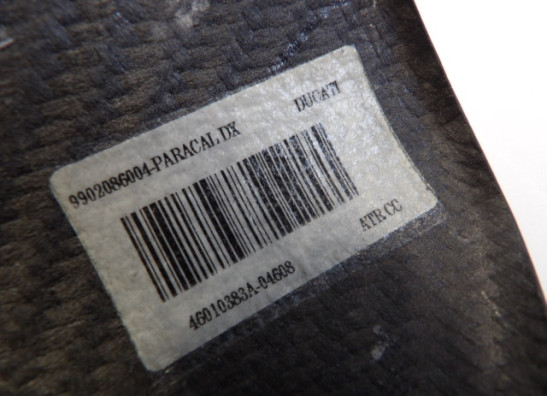 9902086004-PARACAL DX
DUCATI
46010383A-04608
ATR CC